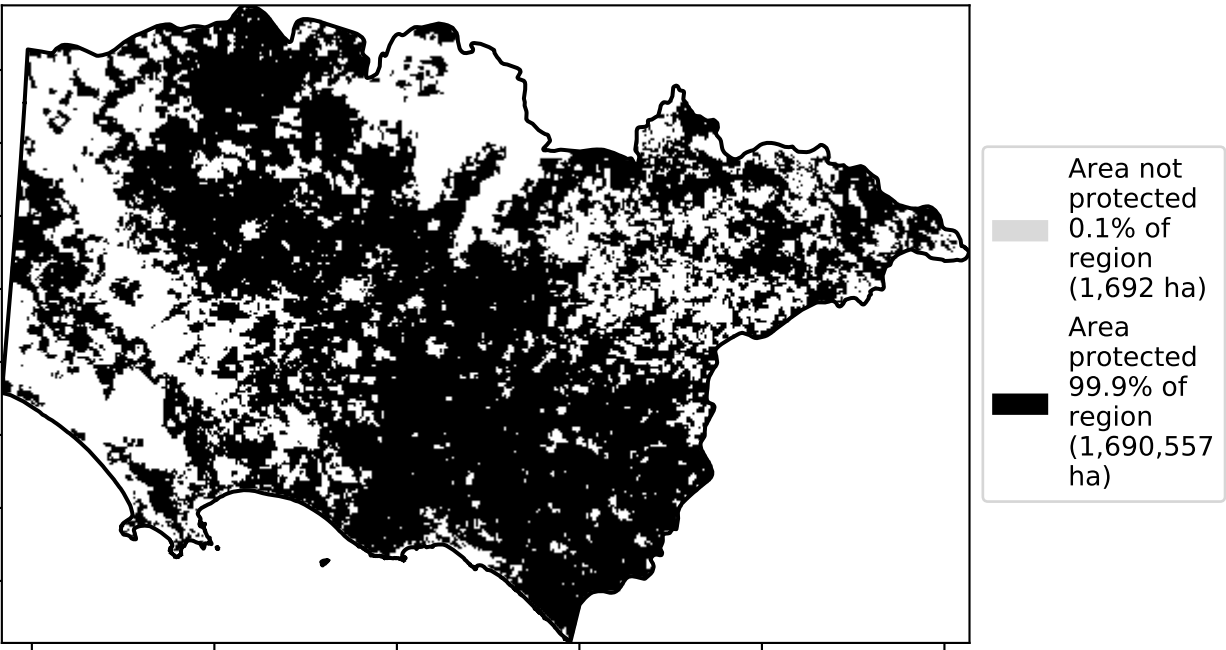 Area not
protected
0.1% of
region
(1,692 ha)
Area
protected
99.9% of
region
(1,690,557
ha)